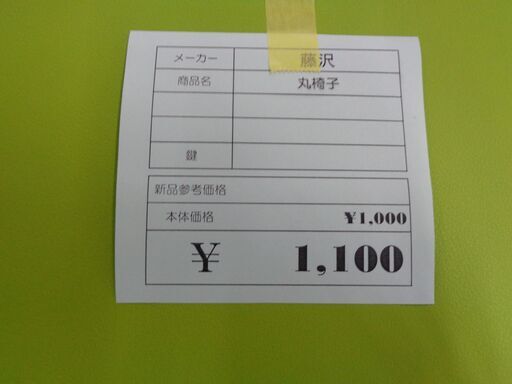 メーカー 藤沢
商品名 丸椅子
鍵
新品参考価格
本体価格 ¥1,000
¥ 1,100